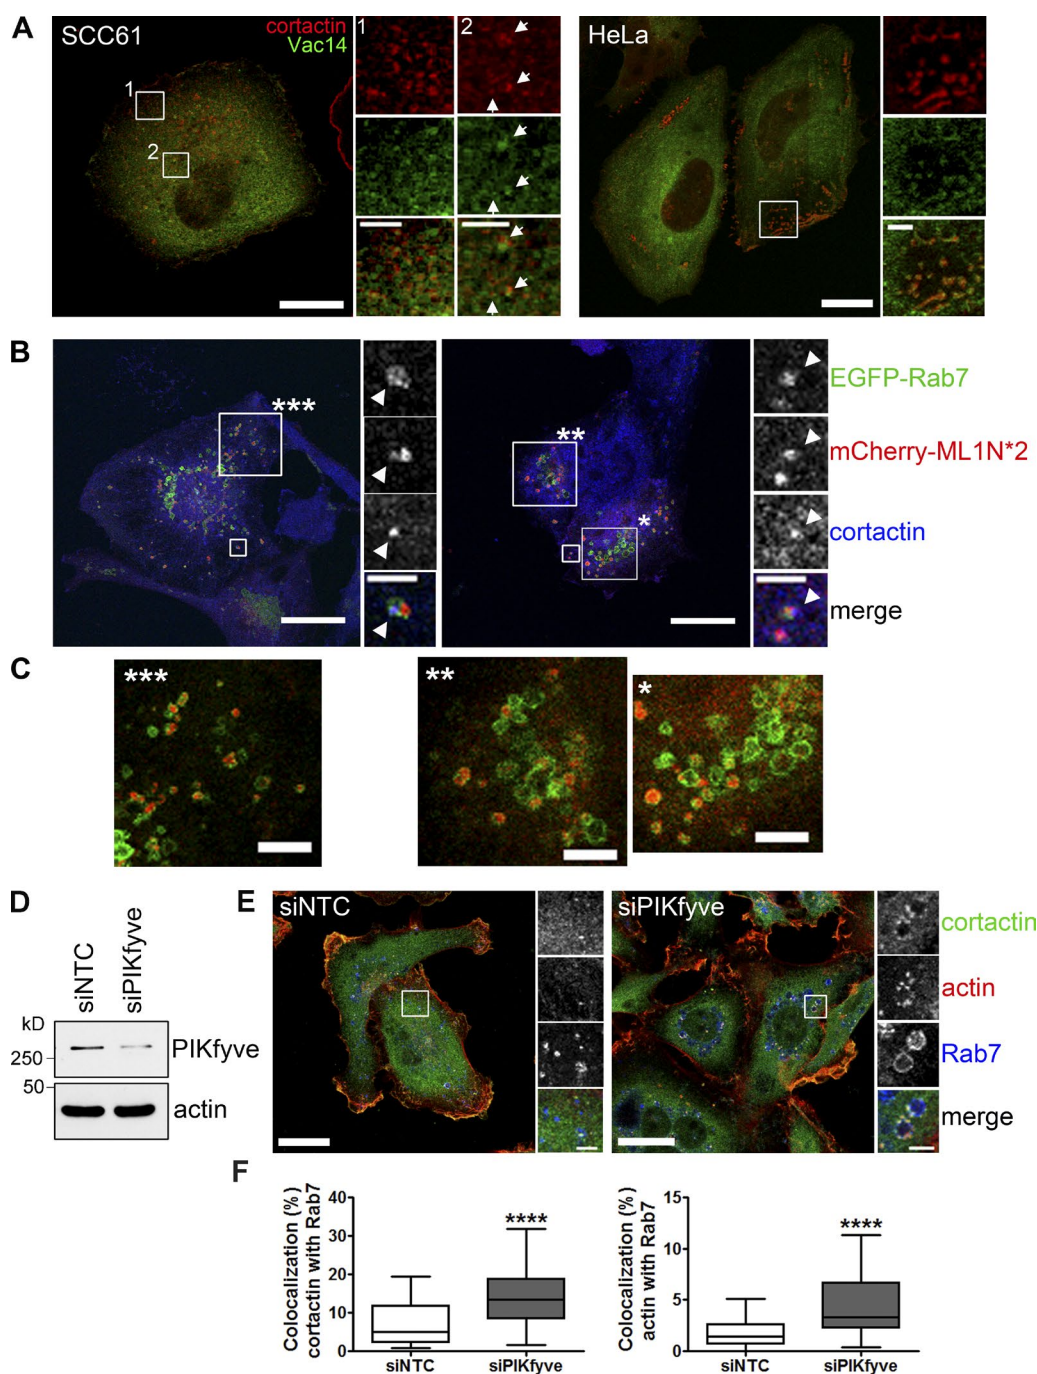 A
SCC61
cortactin
Vac14
1
2
1
2
HeLa
B
***
**
*
EGFP-Rab7
mCherry-ML1N*2
cortactin
merge
C
***
**
*
D
siNTC
siPIKfyve
kD
250
50
PIKfyve
actin
E
siNTC
siPIKfyve
cortactin
actin
Rab7
merge
F
Colocalization (%)
cortactin with Rab7
40
30
20
10
0
****
siNTC
siPIKfyve
Colocalization (%)
actin with Rab7
15
10
5
0
****
siNTC
siPIKfyve